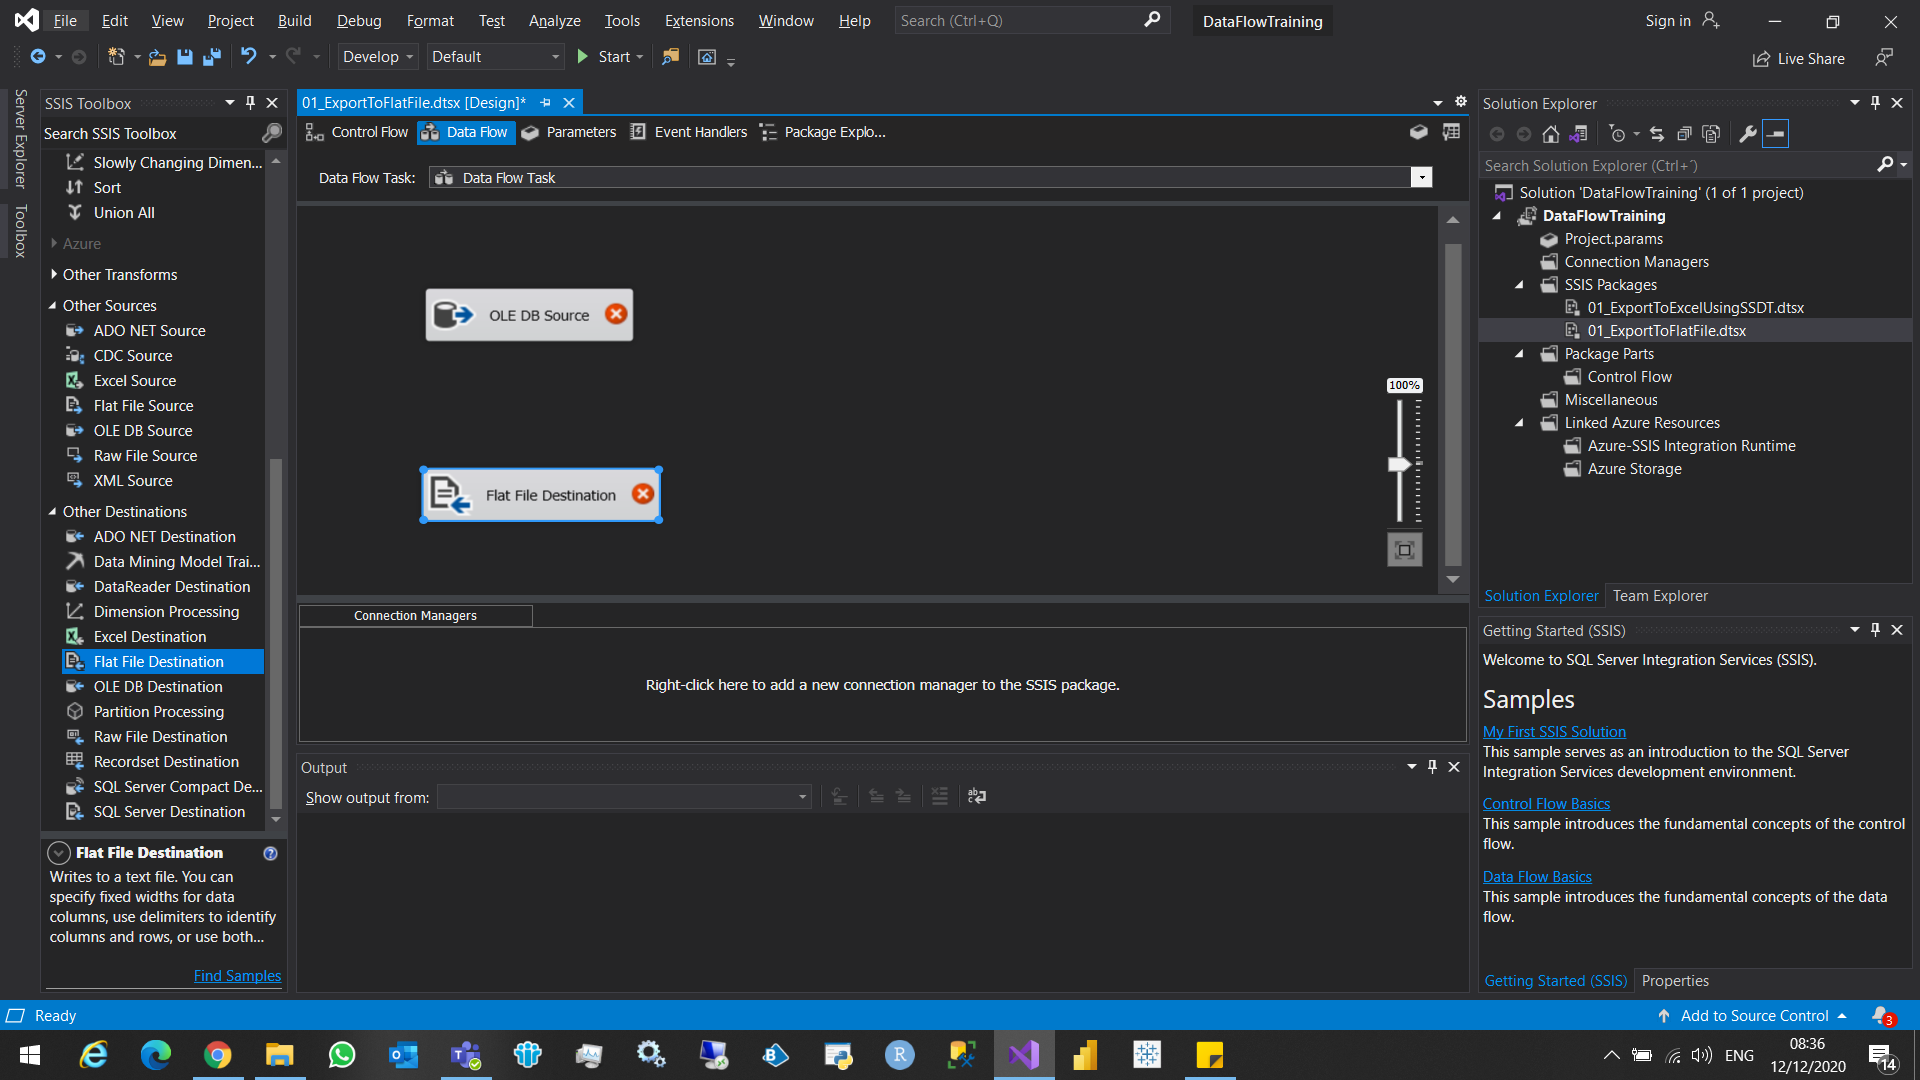 File Edit View Project Build Debug Format Test Analyze Tools Extensions Window Help Search (Ctrl+Q) DataFlowTraining Sign in
Develop Default Start Live Share
Server Explorer
Toolbox
SSIS Toolbox
Search SSIS Toolbox
Slowly Changing Dimen...
Sort
Union All
Azure
Other Transforms
Other Sources
ADO NET Source
CDC Source
Excel Source
Flat File Source
OLE DB Source
Raw File Source
XML Source
Other Destinations
ADO NET Destination
Data Mining Model Trai...
DataReader Destination
Dimension Processing
Excel Destination
Flat File Destination
OLE DB Destination
Partition Processing
Raw File Destination
Recordset Destination
SQL Server Compact De...
SQL Server Destination
Flat File Destination
Writes to a text file. You can
specify fixed widths for data
columns, use delimiters to identify
columns and rows, or use both...
Find Samples
01_ExportToFlatFile.dtsx [Design]*
Control Flow Data Flow Parameters Event Handlers Package Explo...
Data Flow Task: Data Flow Task
OLE DB Source
Flat File Destination
100%
Connection Managers
Right-click here to add a new connection manager to the SSIS package.
Output
Show output from:
Solution Explorer
Search Solution Explorer (Ctrl+¨)
Solution 'DataFlowTraining' (1 of 1 project)
DataFlowTraining
Project.params
Connection Managers
SSIS Packages
01_ExportToExcelUsingSSDT.dtsx
01_ExportToFlatFile.dtsx
Package Parts
Control Flow
Miscellaneous
Linked Azure Resources
Azure-SSIS Integration Runtime
Azure Storage
Solution Explorer Team Explorer
Getting Started (SSIS)
Welcome to SQL Server Integration Services (SSIS).
Samples
My First SSIS Solution
This sample serves as an introduction to the SQL Server
Integration Services development environment.
Control Flow Basics
This sample introduces the fundamental concepts of the control
flow.
Data Flow Basics
This sample introduces the fundamental concepts of the data
flow.
Getting Started (SSIS) Properties
Ready Add to Source Control 3
ENG 08:36
12/12/2020 14